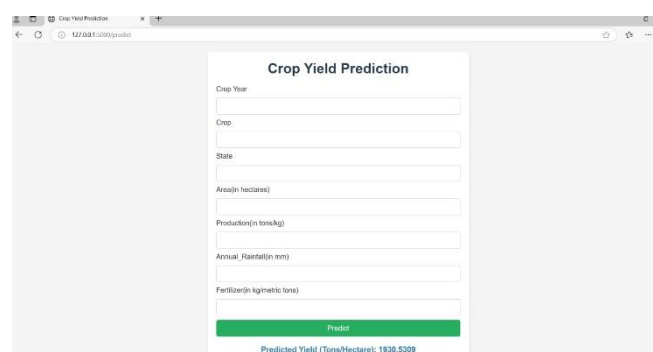 Crop Yield Prediction
127.0.0.1:5000/predict
Crop Yield Prediction
Crop Year
Crop
State
Area(in hectares)
Production(in tons/kg)
Annual_Rainfall(in mm)
Fertilizer(in kg/metric tons)
Predict
Predicted Yield (Tons/Hectare): 1930.5309